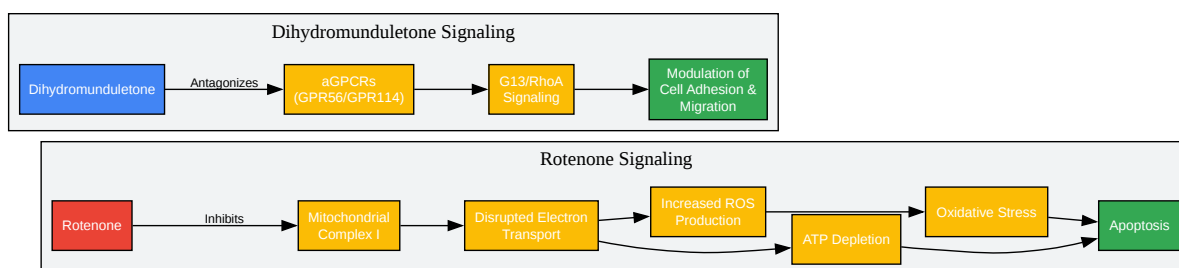 Dihydromunduletone Signaling
Dihydromunduletone
Antagonizes
aGPCRs
(GPR56/GPR114)
G13/RhoA
Signaling
Modulation of
Cell Adhesion &
Migration
Rotenone Signaling
Rotenone
Inhibits
Mitochondrial
Complex I
Disrupted Electron
Transport
Increased ROS
Production
ATP Depletion
Oxidative Stress
Apoptosis